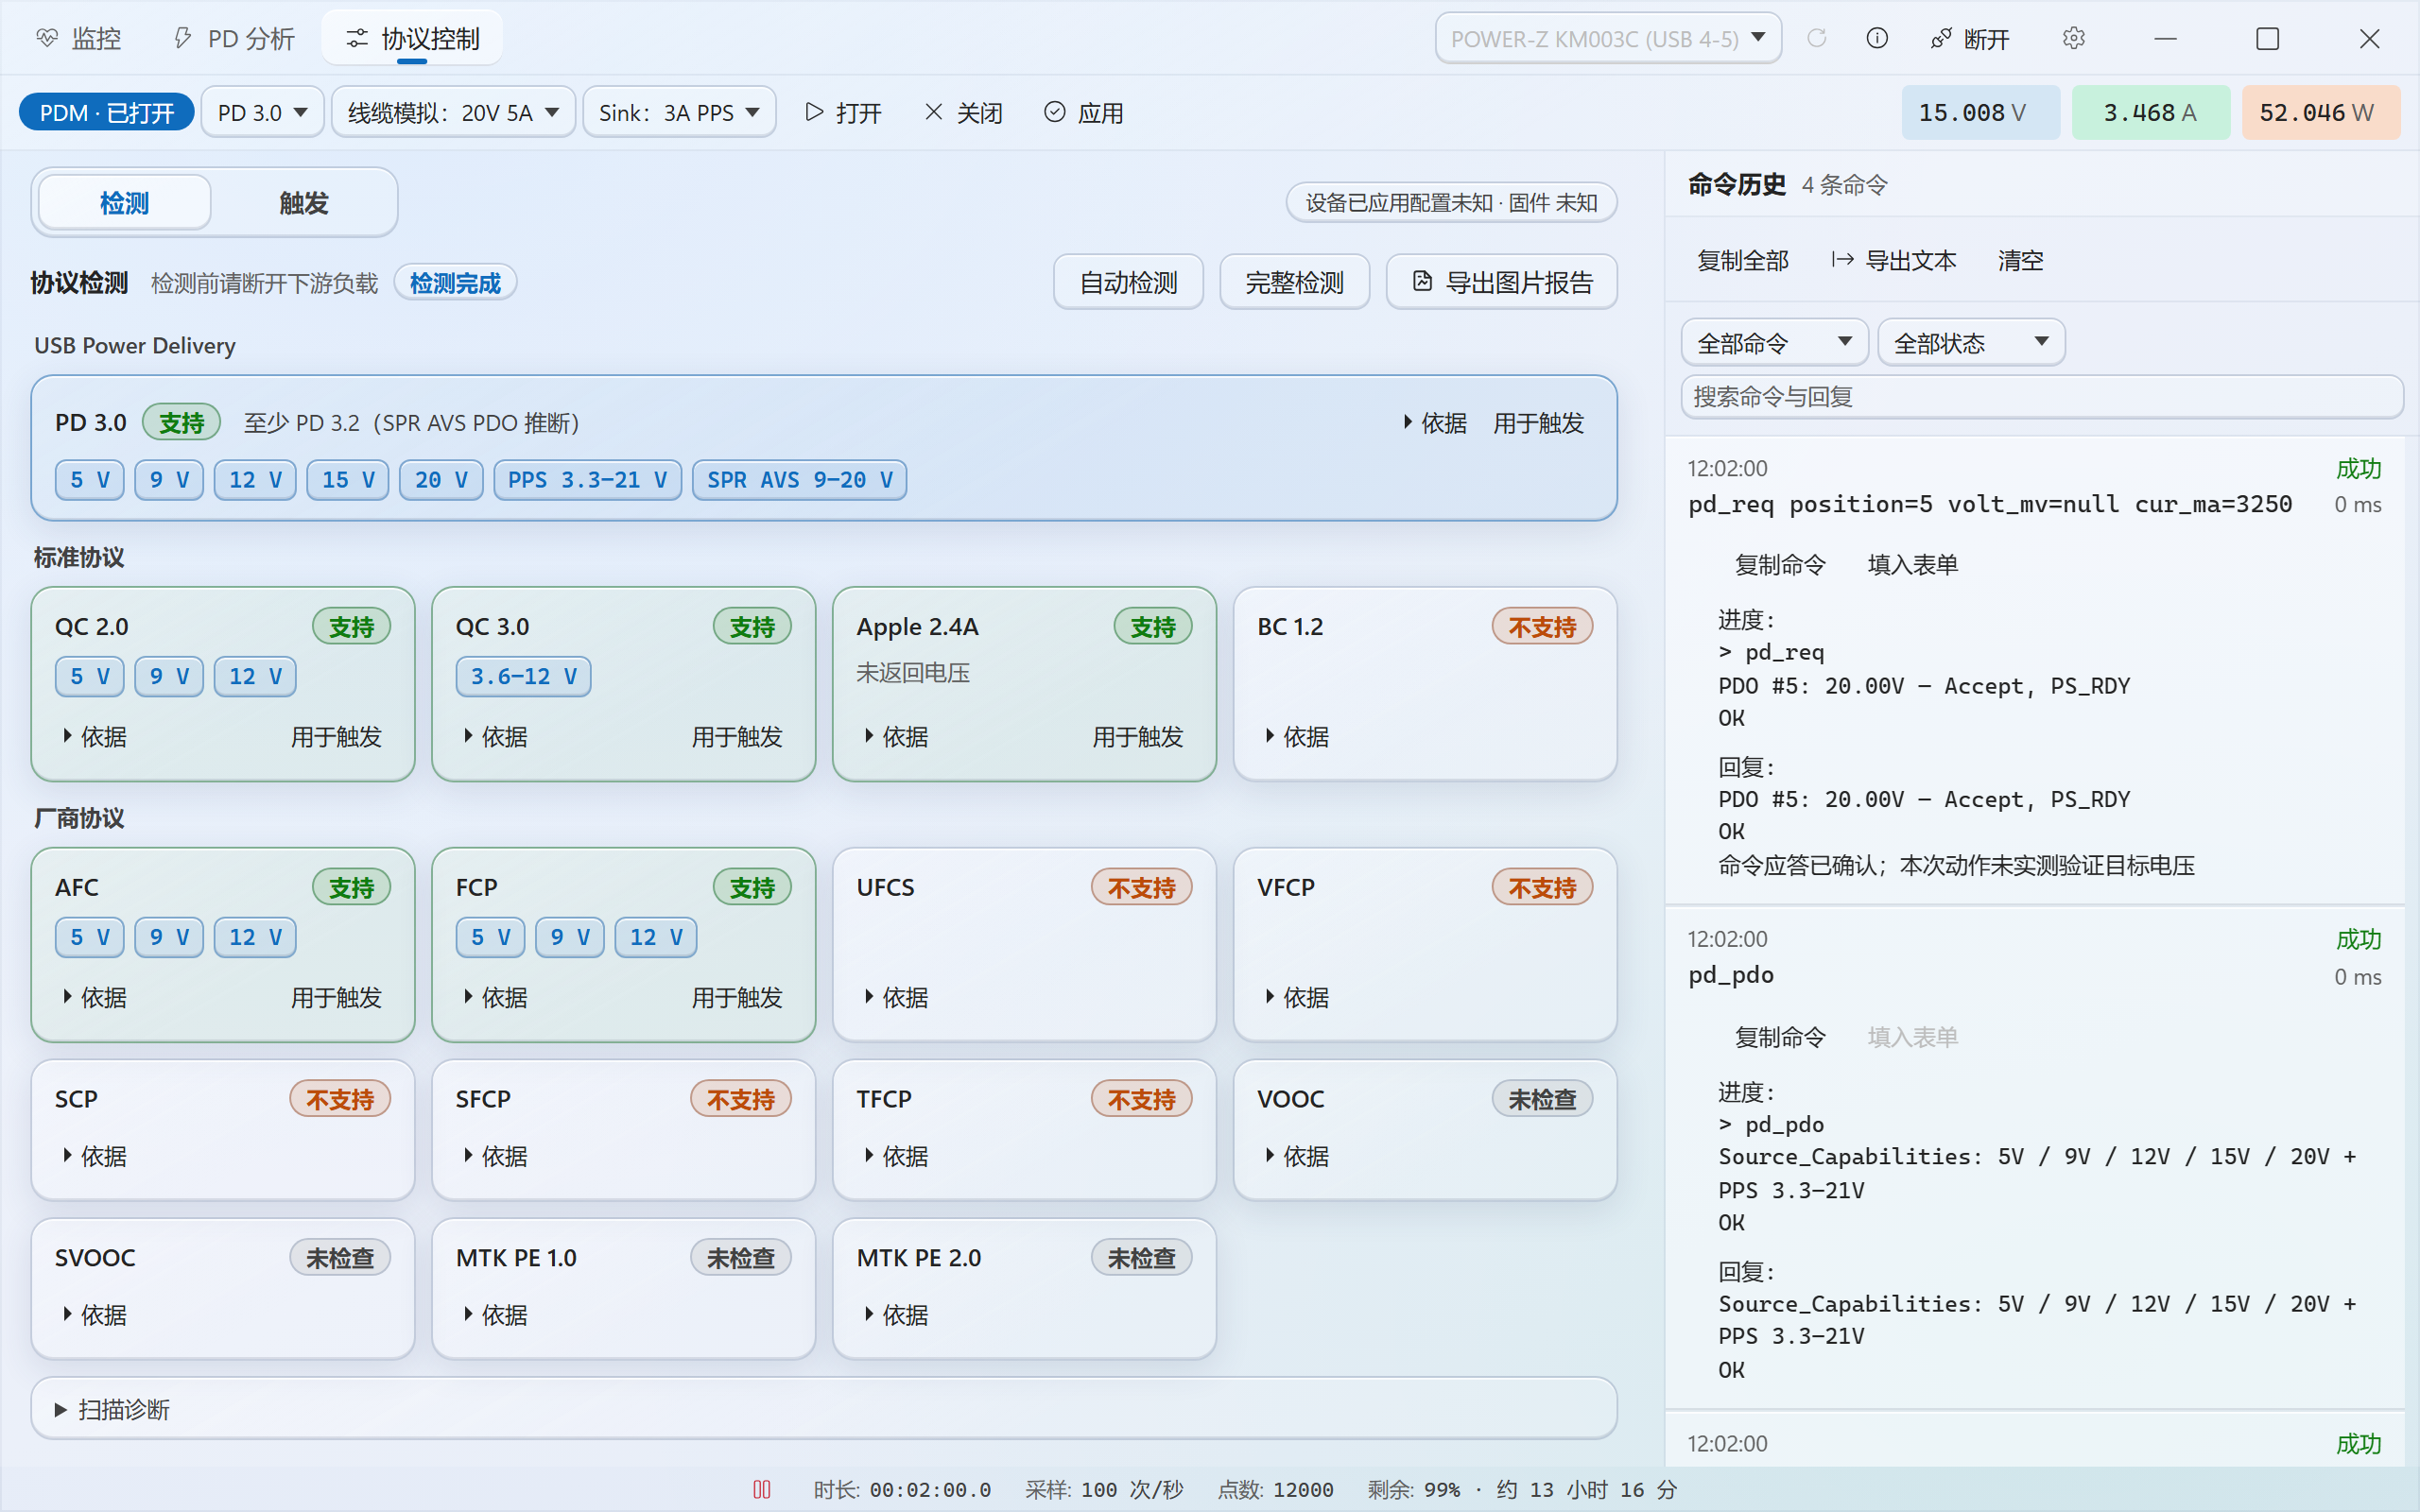 监控
PD 分析
协议控制
POWER-Z KM003C (USB 4-5)
断开
PDM · 已打开
PD 3.0
线缆模拟：20V 5A
Sink：3A PPS
打开
关闭
应用
15.008 V
3.468 A
52.046 W
检测
触发
设备已应用配置未知 · 固件 未知
协议检测 检测前请断开下游负载 检测完成
自动检测
完整检测
导出图片报告
USB Power Delivery
PD 3.0 支持 至少 PD 3.2（SPR AVS PDO 推断）
依据 用于触发
5 V 9 V 12 V 15 V 20 V PPS 3.3–21 V SPR AVS 9–20 V
标准协议
QC 2.0 支持
5 V 9 V 12 V
依据 用于触发
QC 3.0 支持
3.6–12 V
依据 用于触发
Apple 2.4A 支持
未返回电压
依据 用于触发
BC 1.2 不支持
依据
厂商协议
AFC 支持
5 V 9 V 12 V
依据 用于触发
FCP 支持
5 V 9 V 12 V
依据 用于触发
UFCS 不支持
依据
VFCP 不支持
依据
SCP 不支持
依据
SFCP 不支持
依据
TFCP 不支持
依据
VOOC 未检查
依据
SVOOC 未检查
依据
MTK PE 1.0 未检查
依据
MTK PE 2.0 未检查
依据
扫描诊断
命令历史 4 条命令
复制全部 导出文本 清空
全部命令 全部状态
搜索命令与回复
12:02:00 成功
pd_req position=5 volt_mv=null cur_ma=3250 0 ms
复制命令 填入表单
进度:
> pd_req
PDO #5: 20.00V — Accept, PS_RDY
OK
回复:
PDO #5: 20.00V — Accept, PS_RDY
OK
命令应答已确认；本次动作未实测验证目标电压
12:02:00 成功
pd_pdo 0 ms
复制命令 填入表单
进度:
> pd_pdo
Source_Capabilities: 5V / 9V / 12V / 15V / 20V +
PPS 3.3–21V
OK
回复:
Source_Capabilities: 5V / 9V / 12V / 15V / 20V +
PPS 3.3–21V
OK
12:02:00 成功
时长: 00:02:00.0 采样: 100 次/秒 点数: 12000 剩余: 99% · 约 13 小时 16 分